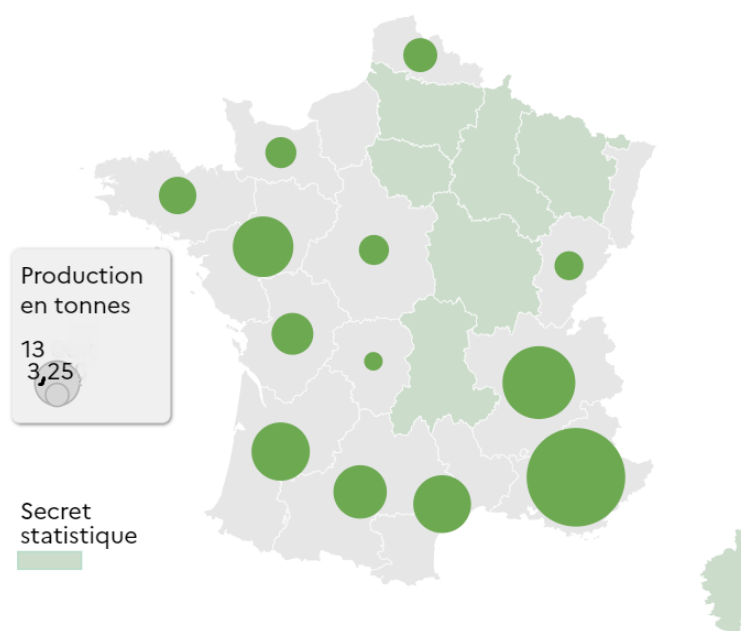 Production
en tonnes
13
3,25
Secret
statistique